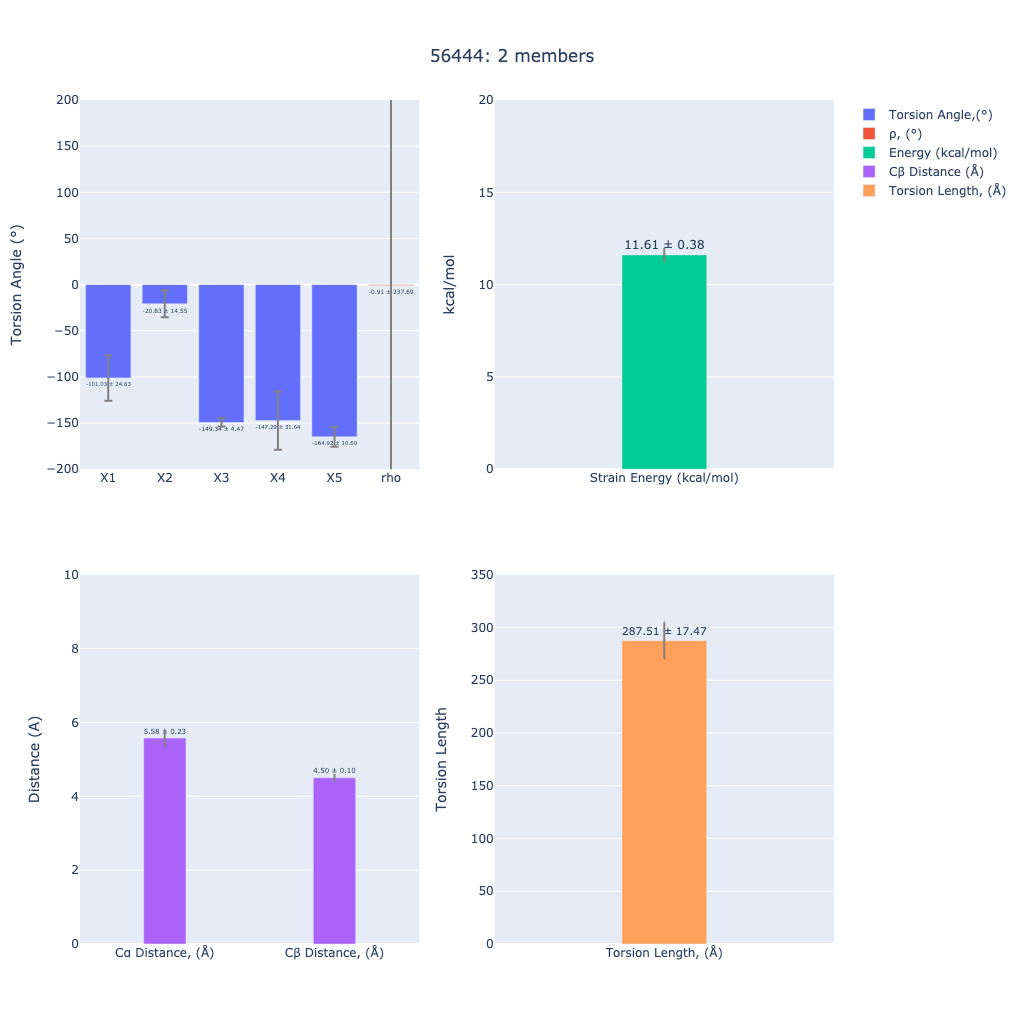 56444: 2 members
Torsion Angle (°)
200
150
100
50
0
−50
−100
−150
−200
-101.03 ± 24.63
-20.83 ± 14.55
-149.34 ± 4.47
-147.29 ± 31.64
-164.92 ± 10.69
-0.91 ± 237.69
X1 X2 X3 X4 X5 rho
kcal/mol
20
15
10
5
0
11.61 ± 0.38
Strain Energy (kcal/mol)
Torsion Angle,(°)
ρ, (°)
Energy (kcal/mol)
Cβ Distance (Å)
Torsion Length, (Å)
Distance (A)
10
8
6
4
2
0
5.58 ± 0.23
4.50 ± 0.10
Cα Distance, (Å) Cβ Distance, (Å)
Torsion Length
350
300
250
200
150
100
50
0
287.51 ± 17.47
Torsion Length, (Å)